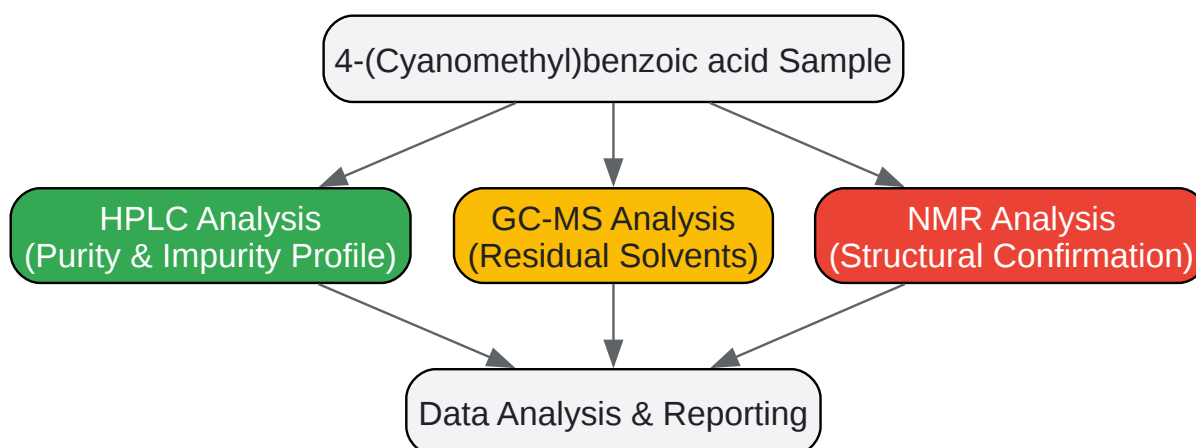 4-(Cyanomethyl)benzoic acid Sample
HPLC Analysis
(Purity & Impurity Profile)
GC-MS Analysis
(Residual Solvents)
NMR Analysis
(Structural Confirmation)
Data Analysis & Reporting